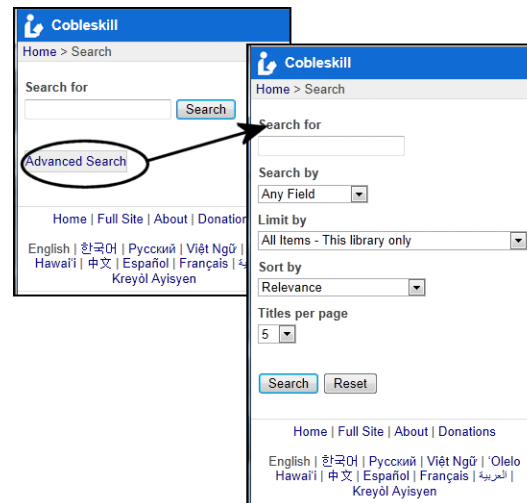 Cobleskill
Home > Search
Search for
Search
Advanced Search
Home | Full Site | About | Donation
English | 한국어 | Русский | Việt Ngữ |
Hawai'i | 中文 | Español | Français |
Kreyòl Ayisyen
Cobleskill
Home > Search
Search for
Search by
Any Field
Limit by
All Items - This library only
Sort by
Relevance
Titles per page
5
Search Reset
Home | Full Site | About | Donations
English | 한국어 | Русский | Việt Ngữ | 'Olelo
Hawai'i | 中文 | Español | Français | العربية |
Kreyòl Ayisyen